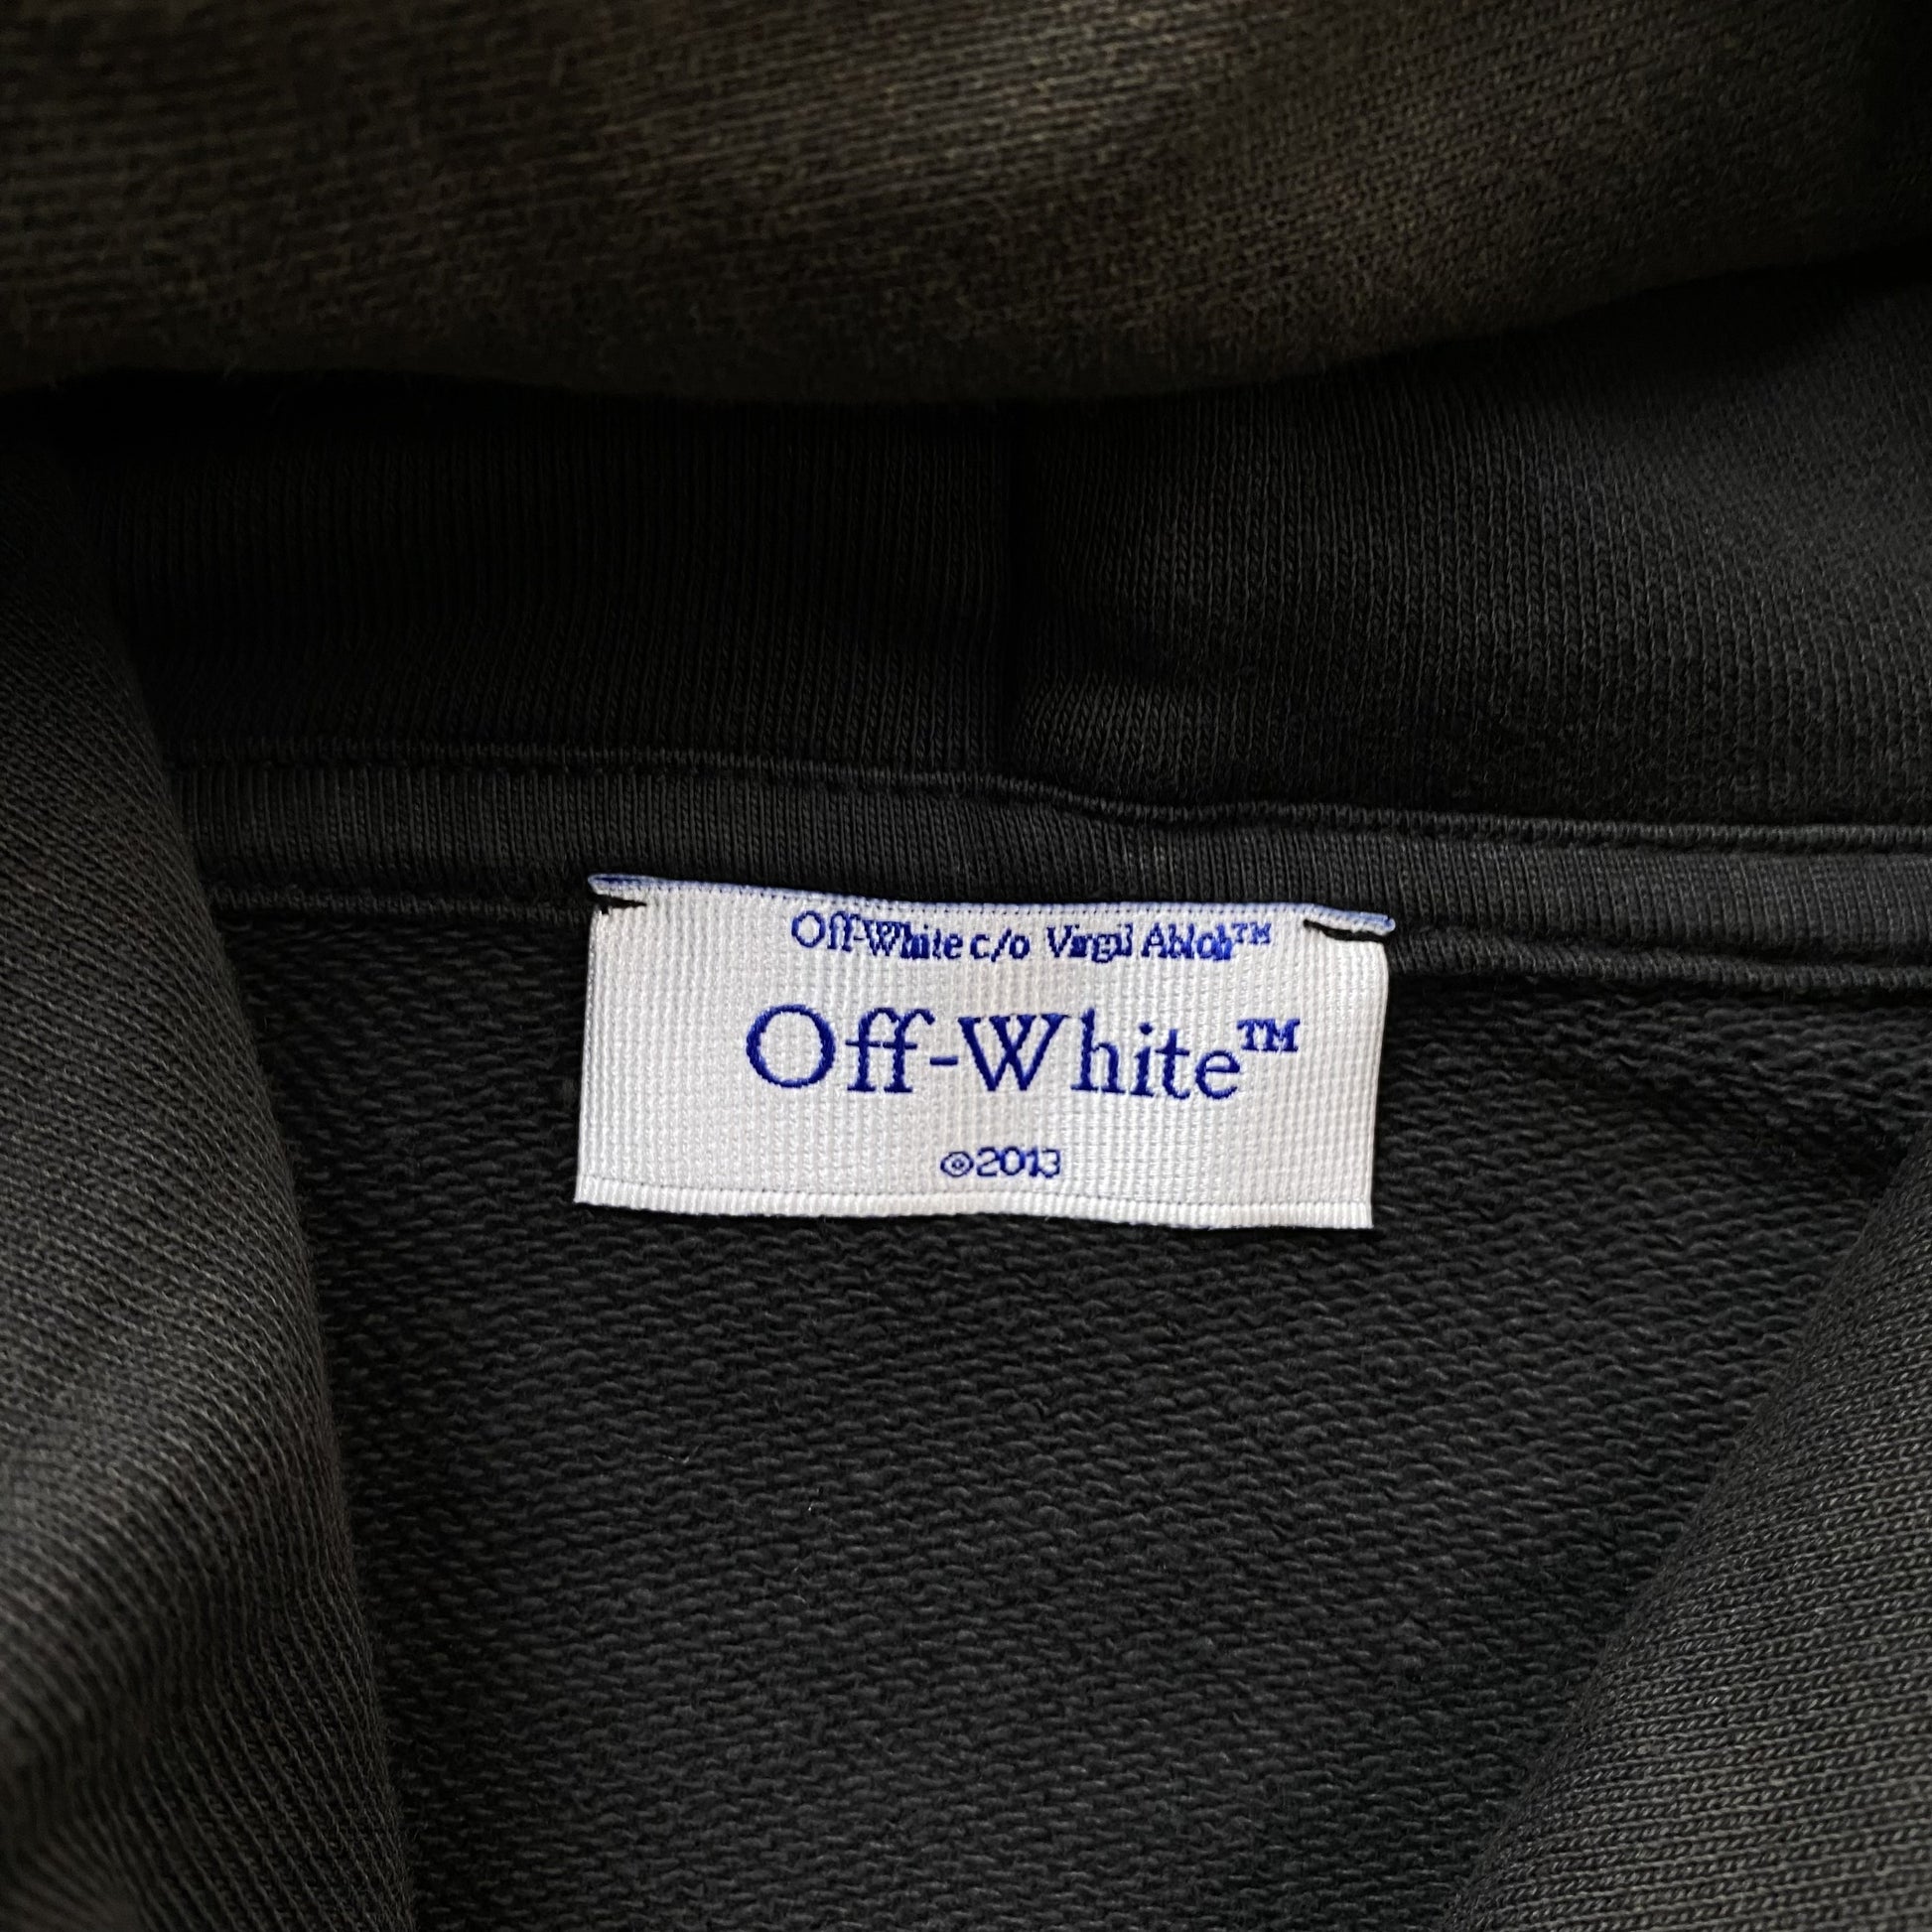 Off-White c/o Virgil Abloh™
Off-White™
©2013